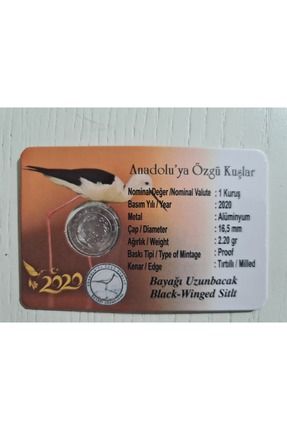 Anadolu'ya Özgü Kuşlar
Nominal Değer /Nominal Valute : 1 Kuruş
Basım Yılı / Year : 2020
Metal : Alüminyum
Çap / Diameter : 16,5 mm
Ağırlık / Weight : 2.20 gr
Baskı Tipi / Type of Mintage : Proof
Kenar / Edge : Tırtıllı / Milled
2020
Bayağı Uzunbacak
Black-Winged Sitlt